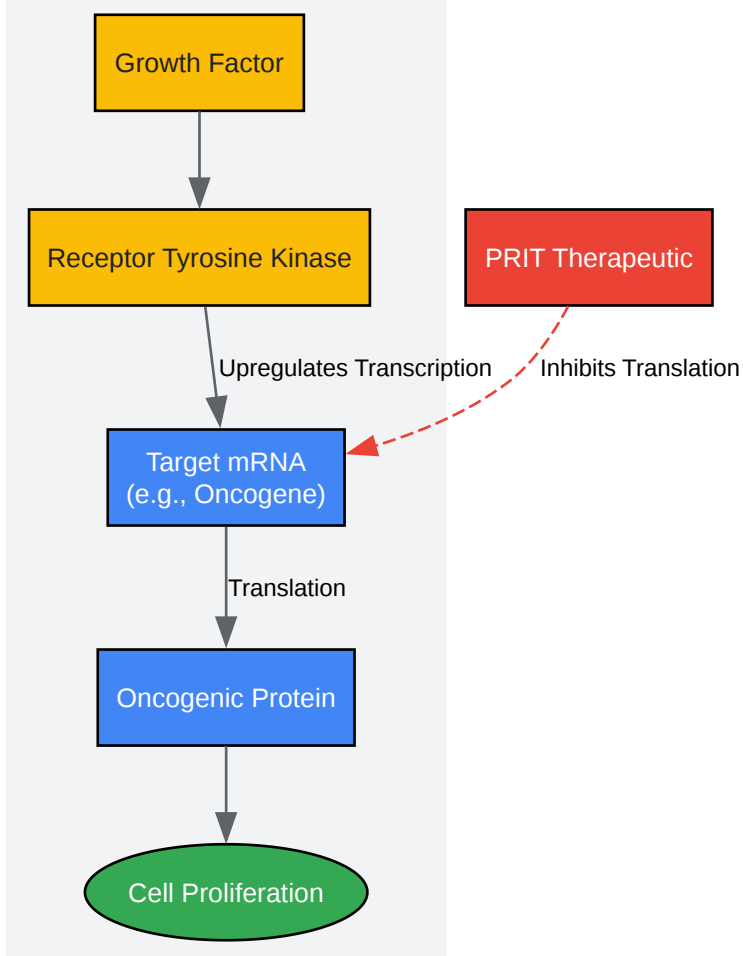 Growth Factor
Receptor Tyrosine Kinase
PRIT Therapeutic
Upregulates Transcription
Inhibits Translation
Target mRNA
(e.g., Oncogene)
Translation
Oncogenic Protein
Cell Proliferation